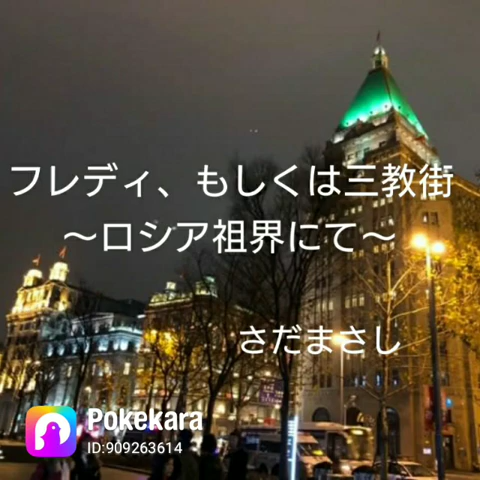 フレディ、もしくは三教街
〜ロシア祖界にて〜
さだまさし
Pokekara
ID:909263614